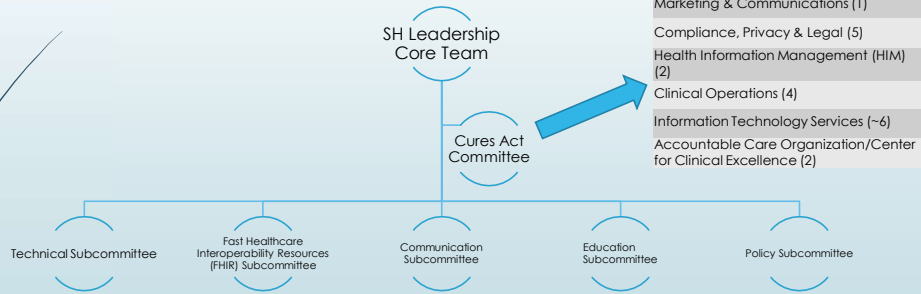 SH Leadership
Core Team
Cures Act
Committee
Marketing & Communications (1)
Compliance, Privacy & Legal (5)
Health Information Management (HIM)
(2)
Clinical Operations (4)
Information Technology Services (~6)
Accountable Care Organization/Center
for Clinical Excellence (2)
Technical Subcommittee
Fast Healthcare
Interoperability Resources
(FHIR) Subcommittee
Communication
Subcommittee
Education
Subcommittee
Policy Subcommittee